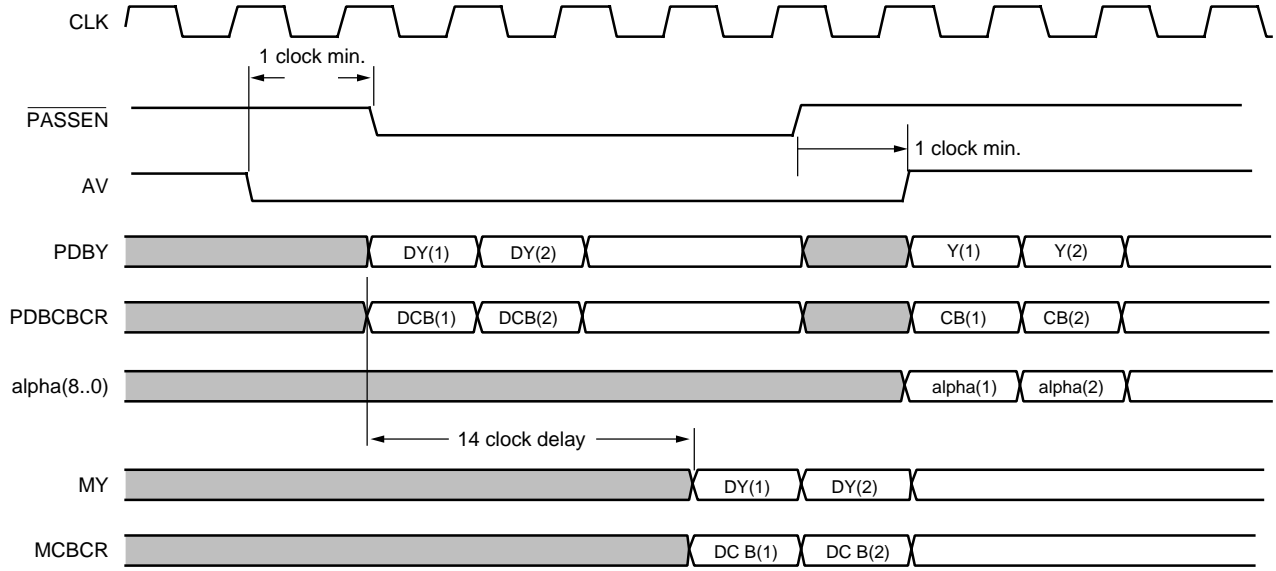 CLK
1 clock min.
PASSEN
1 clock min.
AV
PDBY DY(1) DY(2) Y(1) Y(2)
PDBCBCR DCB(1) DCB(2) CB(1) CB(2)
alpha(8..0) alpha(1) alpha(2)
14 clock delay
MY DY(1) DY(2)
MCBCR DC B(1) DC B(2)